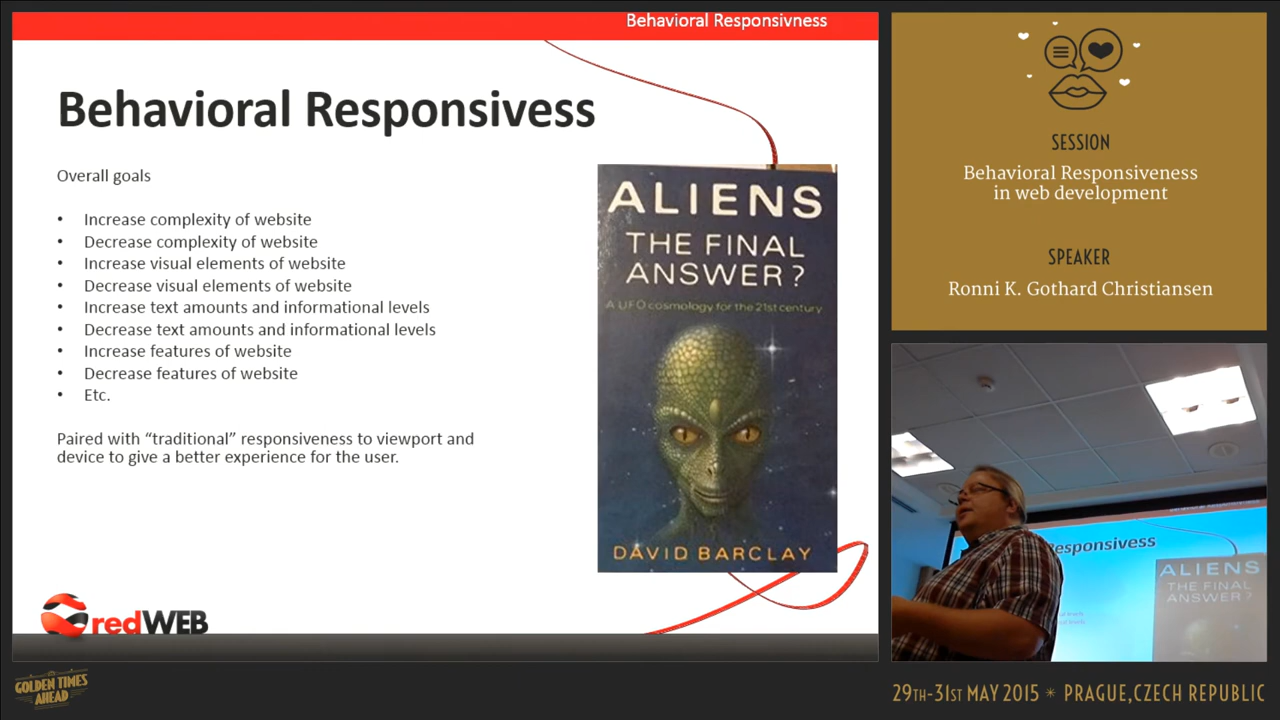 Behavioral Responsivness
Behavioral Responsivess
Overall goals
• Increase complexity of website
• Decrease complexity of website
• Increase visual elements of website
• Decrease visual elements of website
• Increase text amounts and informational levels
• Decrease text amounts and informational levels
• Increase features of website
• Decrease features of website
• Etc.
Paired with “traditional” responsiveness to viewport and
device to give a better experience for the user.
ALIENS
THE FINAL
ANSWER?
A UFO cosmology for the 21st century
DAVID BARCLAY
redWEB
SESSION
Behavioral Responsiveness
in web development
SPEAKER
Ronni K. Gothard Christiansen
Behavioral Responsivness
Responsivess
ALIENS
THE FINAL
ANSWER?
GOLDEN TIMES
AHEAD
29TH-31ST MAY 2015 * PRAGUE,CZECH REPUBLIC